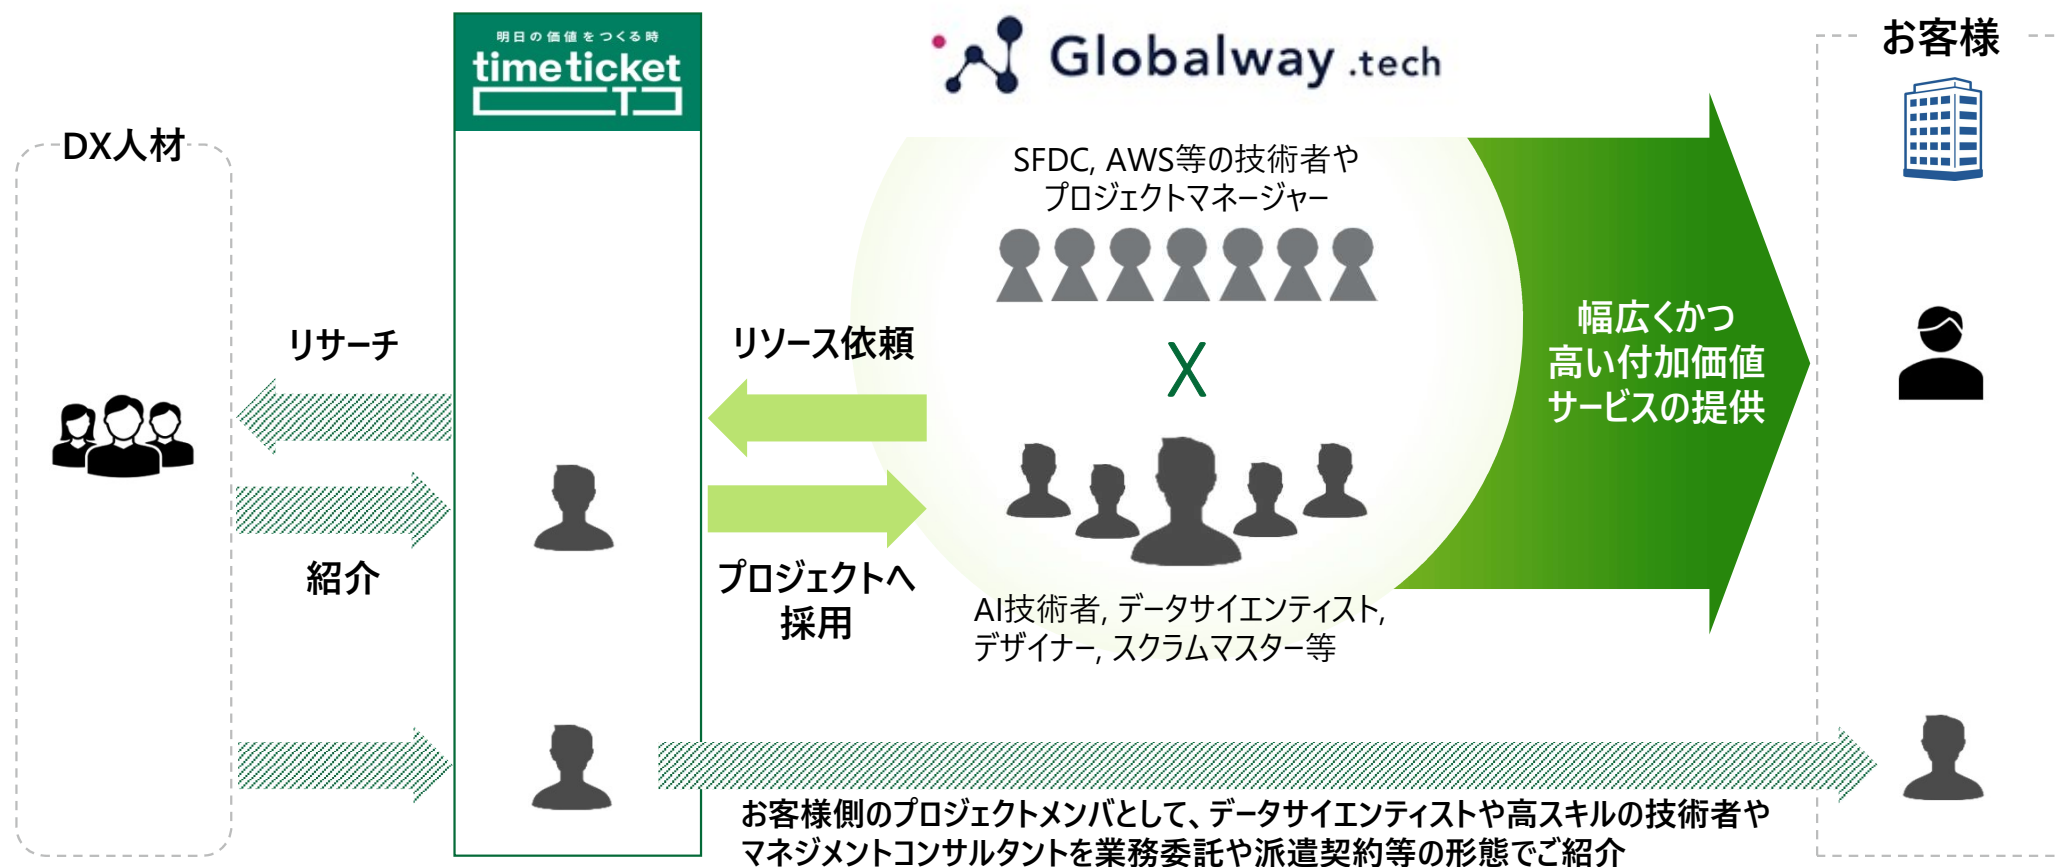 明日の価値をつくる時
timeticket
T
Globalway .tech
お客様
DX人材
SFDC, AWS等の技術者や
プロジェクトマネージャー
リサーチ
リソース依頼
X
幅広くかつ
高い付加価値
サービスの提供
紹介
プロジェクトへ
採用
AI技術者, データサイエンティスト,
デザイナー, スクラムマスター等
お客様側のプロジェクトメンバとして、データサイエンティストや高スキルの技術者や
マネジメントコンサルタントを業務委託や派遣契約等の形態でご紹介